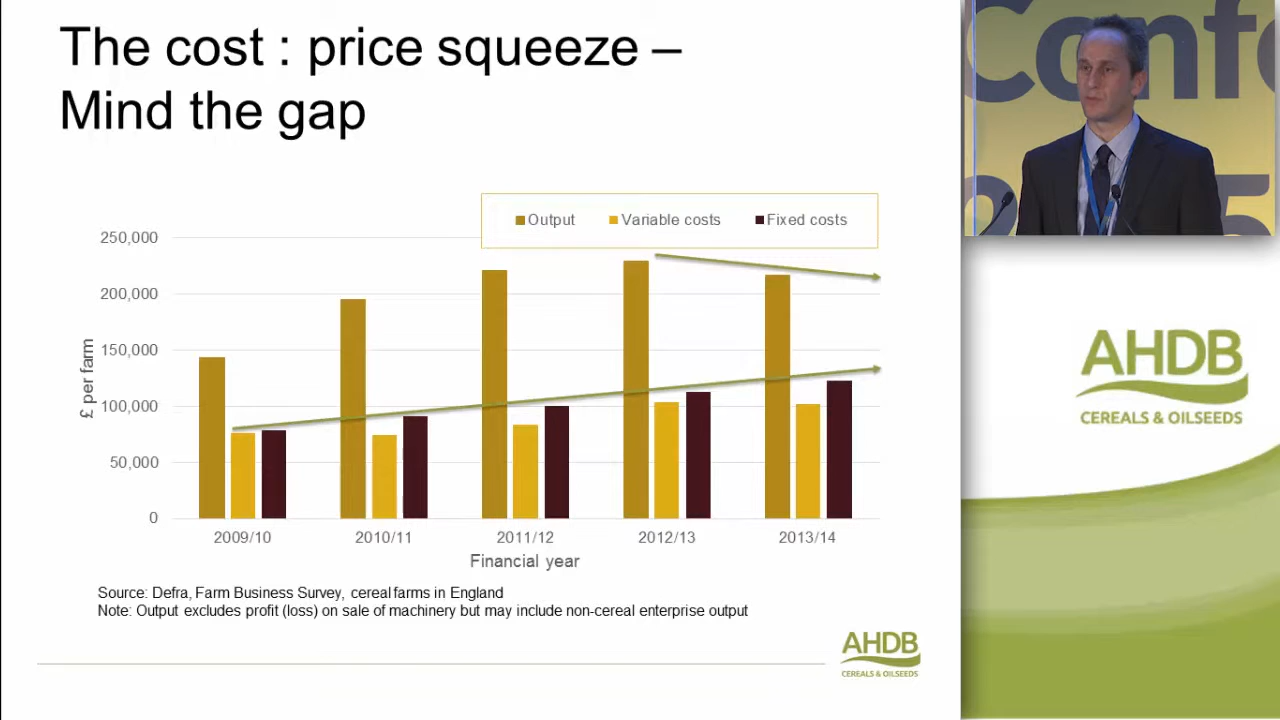 The cost : price squeeze –
Mind the gap
Output Variable costs Fixed costs
250,000
200,000
150,000
100,000
50,000
0
£ per farm
2009/10 2010/11 2011/12 2012/13 2013/14
Financial year
Source: Defra, Farm Business Survey, cereal farms in England
Note: Output excludes profit (loss) on sale of machinery but may include non-cereal enterprise output
AHDB
CEREALS & OILSEEDS
Confe
AHDB
CEREALS & OILSEEDS